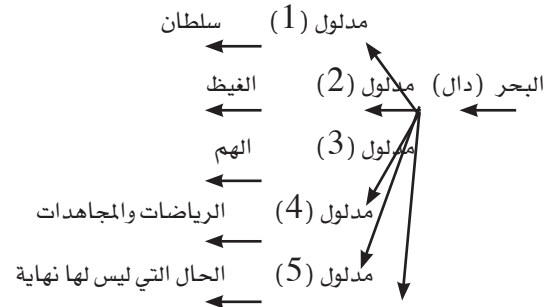 مدلول (1) سلطان
البحر (دال) مدلول (2) الغيظ
مدلول (3) الهم
مدلول (4) الرياضات والمجاهدات
مدلول (5) الحال التي ليس لها نهاية